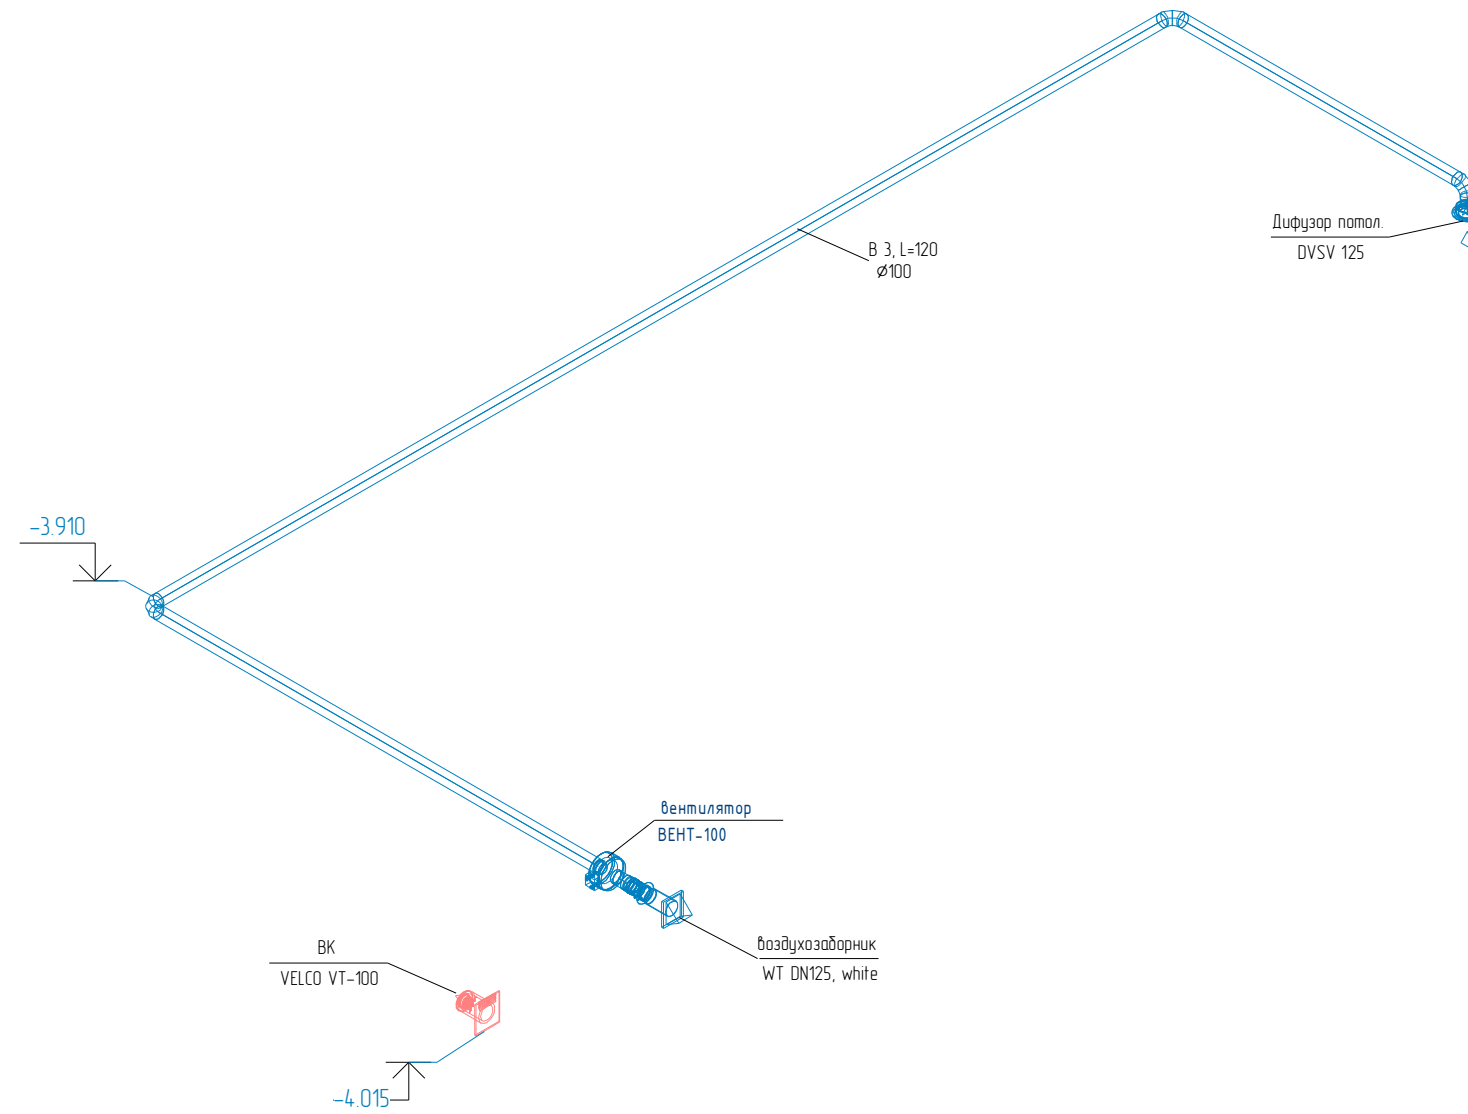 Дифузор потол.
DVSV 125
В 3, L=120
Ø100
-3.910
вентилятор
ВЕНТ-100
воздухозаборник
WT DN125, white
ВК
VELCO VT-100
-4.015